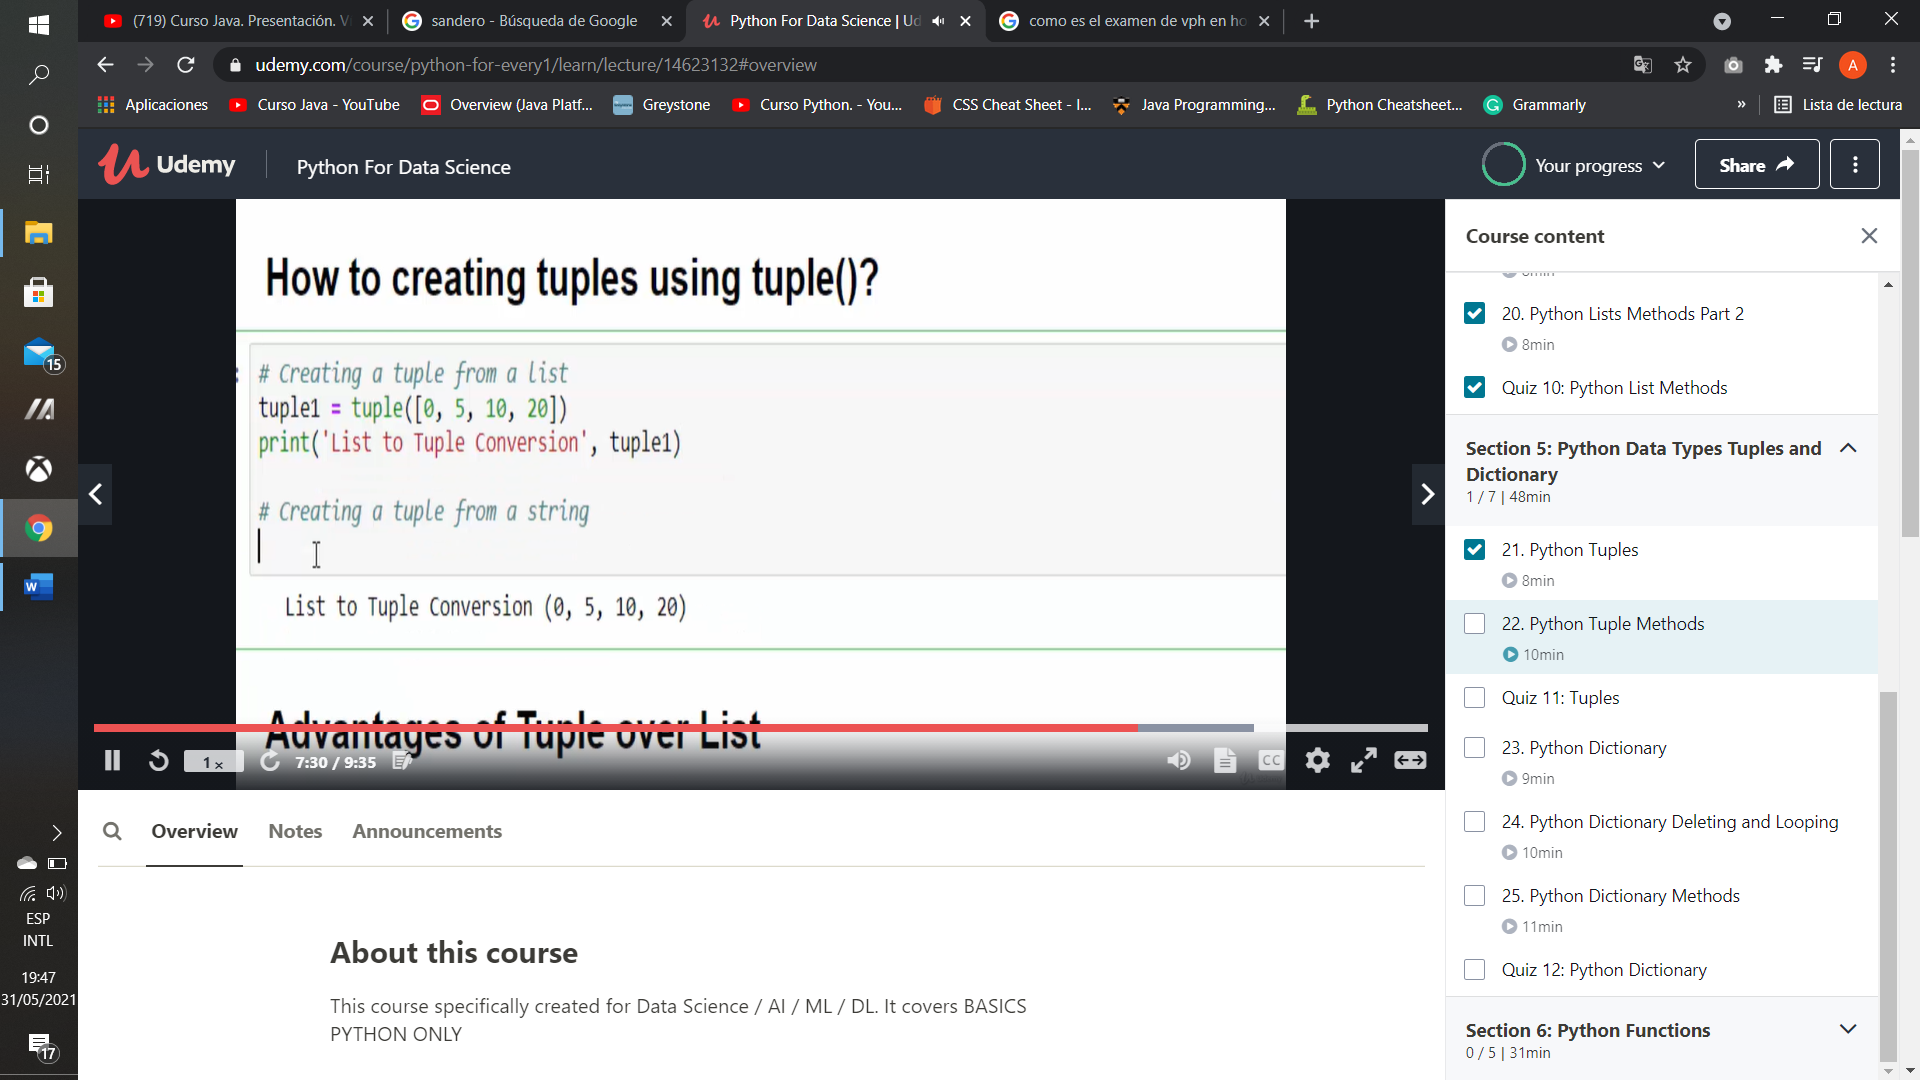 (719) Curso Java. Presentación. V
sandero - Búsqueda de Google
Python For Data Science | Ud
como es el examen de vph en ho
udemy.com/course/python-for-every1/learn/lecture/14623132#overview
A
Aplicaciones
Curso Java - YouTube
Overview (Java Platf...
Greystone
Curso Python. - You...
CSS Cheat Sheet - I...
Java Programming...
Python Cheatsheet...
Grammarly
»
Lista de lectura
Udemy
Python For Data Science
Your progress
Share
How to creating tuples using tuple()?
# Creating a tuple from a list
tuple1 = tuple([0, 5, 10, 20])
print('List to Tuple Conversion', tuple1)
# Creating a tuple from a string
List to Tuple Conversion (0, 5, 10, 20)
Advantages of Tuple over List
1x
7:30 / 9:35
CC
Overview
Notes
Announcements
About this course
This course specifically created for Data Science / AI / ML / DL. It covers BASICS
PYTHON ONLY
Course content
20. Python Lists Methods Part 2
8min
Quiz 10: Python List Methods
Section 5: Python Data Types Tuples and
Dictionary
1 / 7 | 48min
21. Python Tuples
8min
22. Python Tuple Methods
10min
Quiz 11: Tuples
23. Python Dictionary
9min
24. Python Dictionary Deleting and Looping
10min
25. Python Dictionary Methods
11min
Quiz 12: Python Dictionary
Section 6: Python Functions
0 / 5 | 31min
15
W
ESP
INTL
19:47
31/05/2021
17